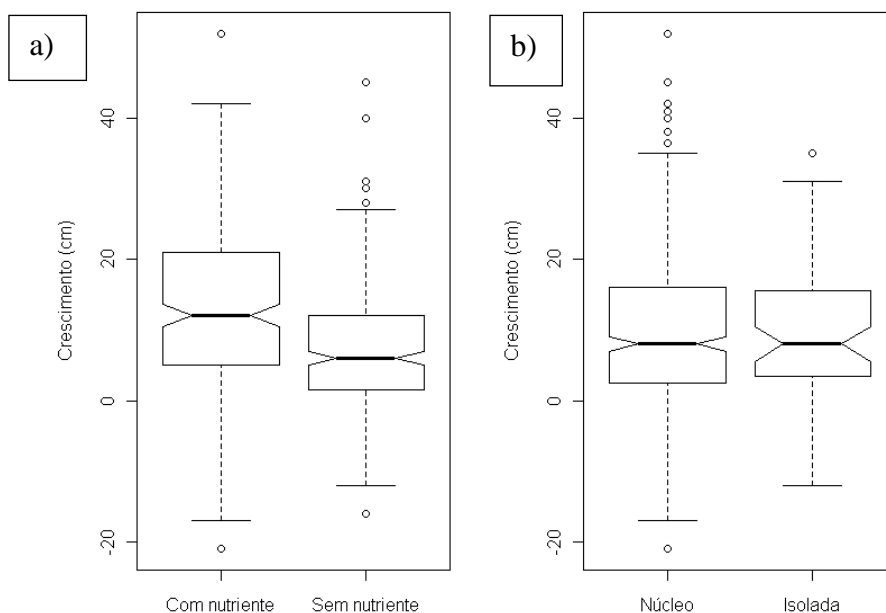 a)
Crescimento (cm)
40
20
0
-20
Com nutriente
Sem nutriente
b)
Crescimento (cm)
40
20
0
-20
Núcleo
Isolada